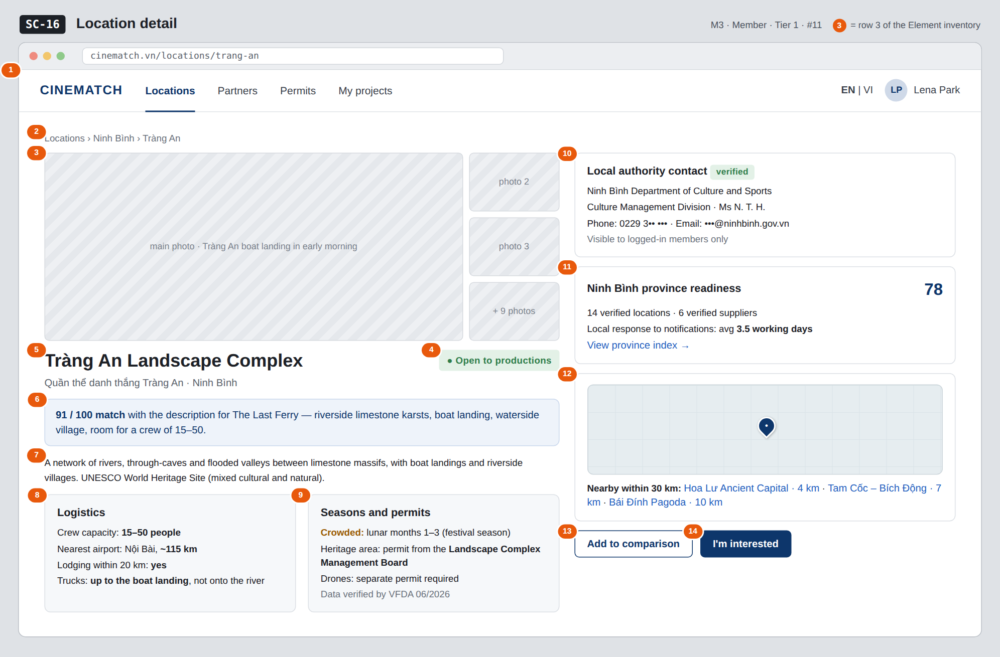 SC-16 Location detail
M3 · Member · Tier 1 · #11 3 = row 3 of the Element inventory
cinematch.vn/locations/trang-an
1
CINEMATCH Locations Partners Permits My projects EN | VI LP Lena Park
2
Locations › Ninh Bình › Tràng An
3
main photo · Tràng An boat landing in early morning
photo 2
photo 3
+ 9 photos
5
Tràng An Landscape Complex
4
● Open to productions
Quần thể danh thắng Tràng An · Ninh Bình
6
91 / 100 match with the description for The Last Ferry — riverside limestone karsts, boat landing, waterside
village, room for a crew of 15–50.
7
A network of rivers, through-caves and flooded valleys between limestone massifs, with boat landings and riverside
villages. UNESCO World Heritage Site (mixed cultural and natural).
8
Logistics
Crew capacity: 15–50 people
Nearest airport: Nội Bài, ~115 km
Lodging within 20 km: yes
Trucks: up to the boat landing, not onto the river
9
Seasons and permits
Crowded: lunar months 1–3 (festival season)
Heritage area: permit from the Landscape Complex
Management Board
Drones: separate permit required
Data verified by VFDA 06/2026
10
Local authority contact verified
Ninh Bình Department of Culture and Sports
Culture Management Division · Ms N. T. H.
Phone: 0229 3•• ••• · Email: •••@ninhbinh.gov.vn
Visible to logged-in members only
11
Ninh Bình province readiness 78
14 verified locations · 6 verified suppliers
Local response to notifications: avg 3.5 working days
View province index →
12
Nearby within 30 km: Hoa Lư Ancient Capital · 4 km · Tam Cốc – Bích Động · 7
km · Bái Đính Pagoda · 10 km
13
Add to comparison
14
I'm interested